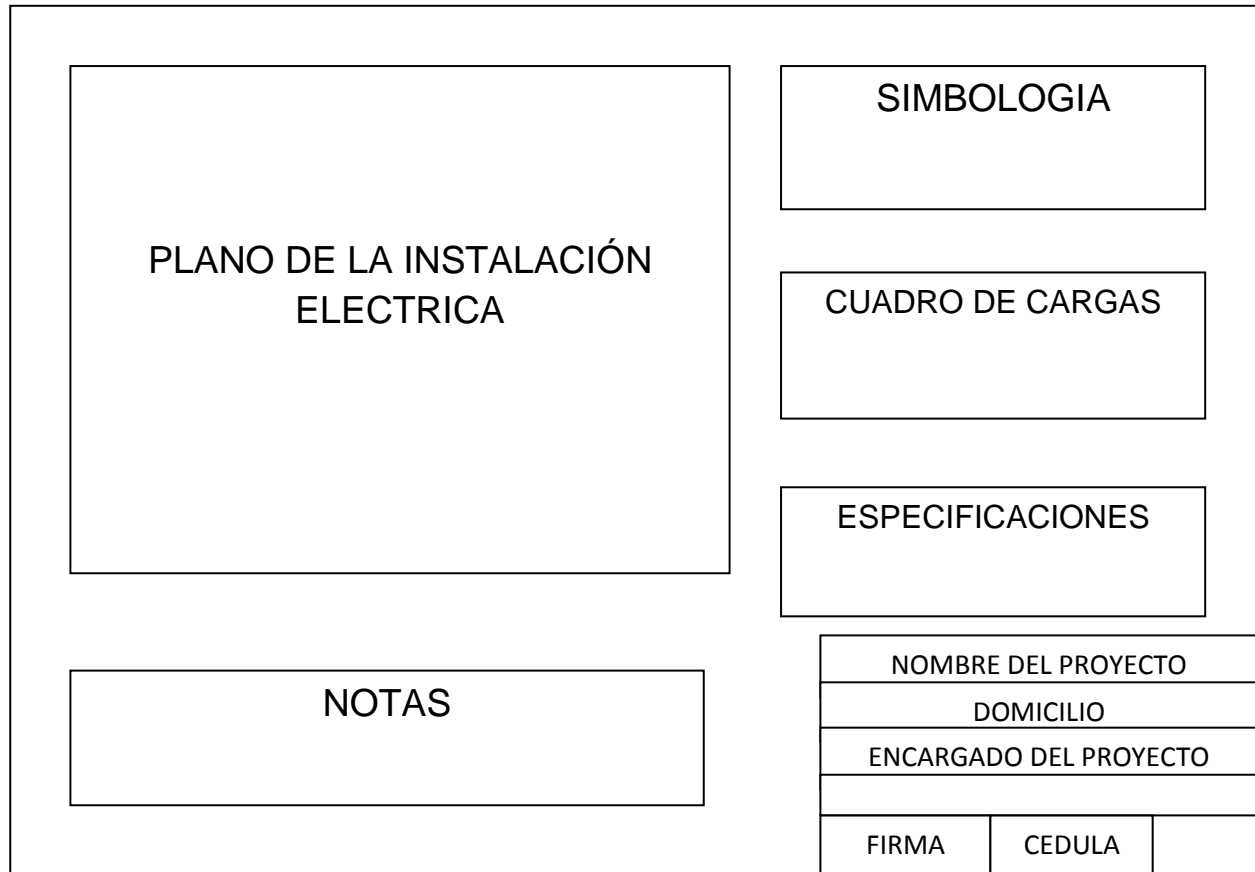 PLANO DE LA INSTALACIÓN
ELECTRICA
SIMBOLOGIA
CUADRO DE CARGAS
ESPECIFICACIONES
NOTAS
NOMBRE DEL PROYECTO
DOMICILIO
ENCARGADO DEL PROYECTO
FIRMA CEDULA